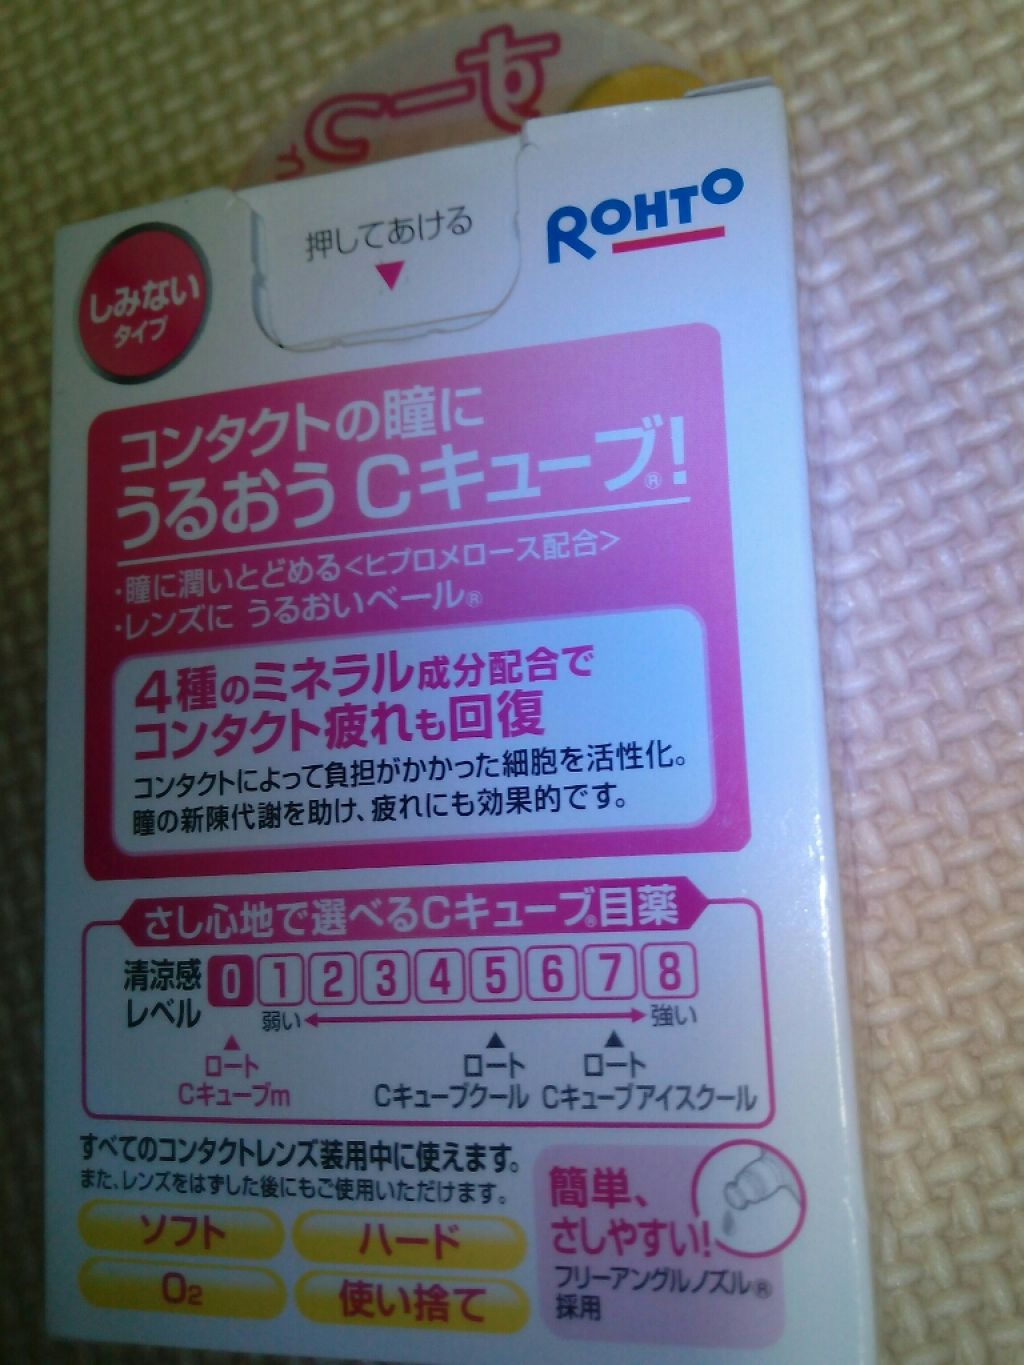 すーっ
押してあける
ROHTO
しみない
タイプ
コンタクトの瞳に
うるおう Cキューブ®!
・瞳に潤いとどめる<ヒプロメロース配合>
・レンズに うるおいベール®
4種のミネラル成分配合で
コンタクト疲れも回復
コンタクトによって負担がかかった細胞を活性化。
瞳の新陳代謝を助け、疲れにも効果的です。
さし心地で選べるCキューブ®目薬
清涼感
レベル
0 1 2 3 4 5 6 7 8
弱い 強い
▲ ▲ ▲
ロート ロート ロート
Cキューブm Cキューブクール Cキューブアイスクール
すべてのコンタクトレンズ装用中に使えます。
また、レンズをはずした後にもご使用いただけます。
ソフト ハード
O2 使い捨て
簡単、
さしやすい!
フリーアングルノズル®
採用